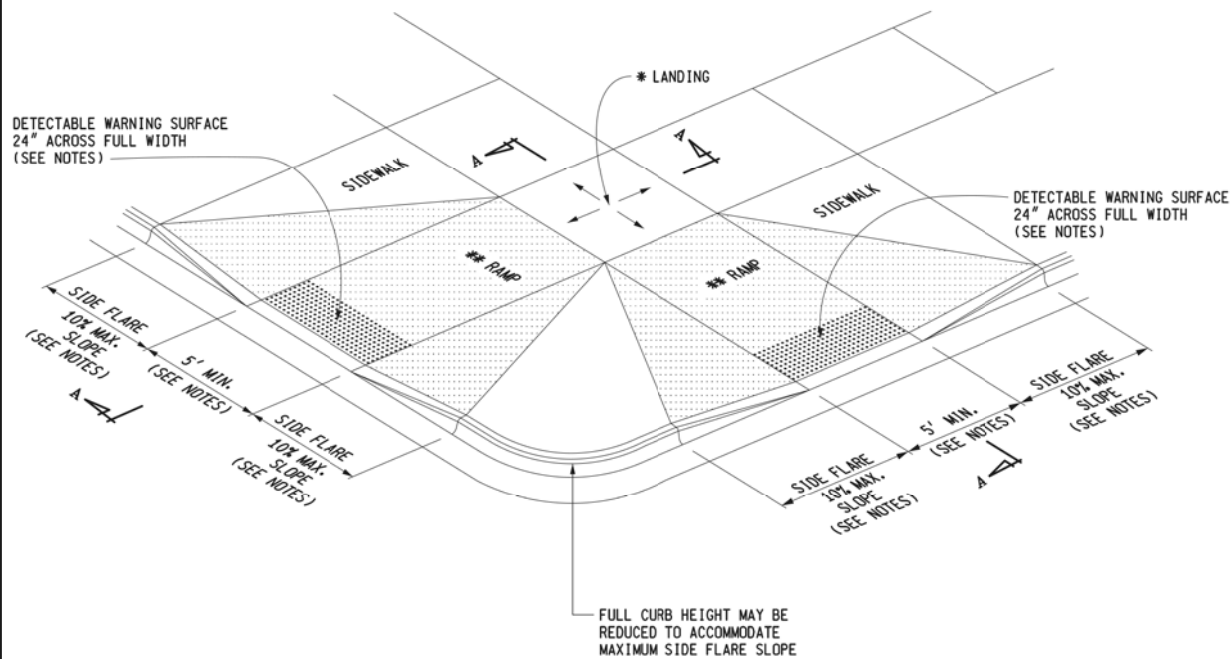 * LANDING
DETECTABLE WARNING SURFACE
24" ACROSS FULL WIDTH
(SEE NOTES)
A
A
SIDEWALK
SIDEWALK
DETECTABLE WARNING SURFACE
24" ACROSS FULL WIDTH
(SEE NOTES)
** RAMP
** RAMP
SIDE FLARE
10% MAX.
SLOPE
(SEE NOTES)
5' MIN.
(SEE NOTES)
A
SIDE FLARE
10% MAX.
SLOPE
(SEE NOTES)
SIDE FLARE
10% MAX.
SLOPE
(SEE NOTES)
5' MIN.
(SEE NOTES)
A
SIDE FLARE
10% MAX.
SLOPE
(SEE NOTES)
FULL CURB HEIGHT MAY BE
REDUCED TO ACCOMMODATE
MAXIMUM SIDE FLARE SLOPE